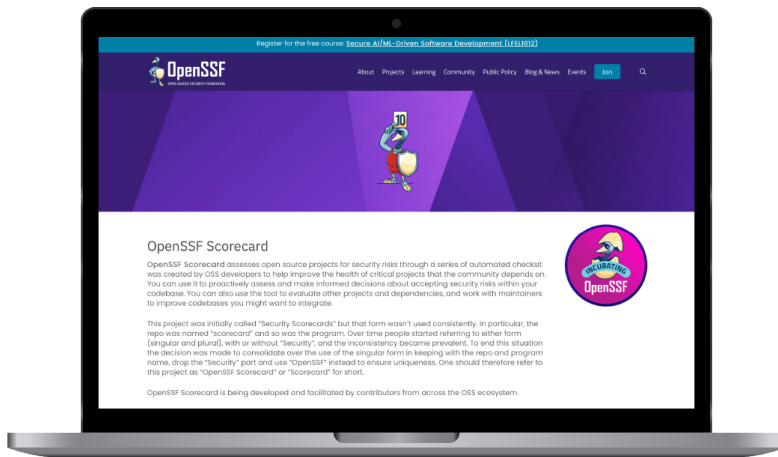 Register for the free course: Secure AI/ML-Driven Software Development (LFEL1012)
OpenSSF
OPEN SOURCE SECURITY FOUNDATION
About Projects Learning Community Public Policy Blog & News Events Join
10
OpenSSF Scorecard
OpenSSF Scorecard assesses open source projects for security risks through a series of automated checksIt
was created by OSS developers to help improve the health of critical projects that the community depends on.
You can use it to proactively assess and make informed decisions about accepting security risks within your
codebase. You can also use the tool to evaluate other projects and dependencies, and work with maintainers
to improve codebases you might want to integrate.
This project was initially called "Security Scorecards" but that form wasn't used consistently. In particular, the
repo was named "scorecard" and so was the program. Over time people started referring to either form
(singular and plural), with or without "Security", and the inconsistency became prevalent. To end this situation
the decision was made to consolidate over the use of the singular form in keeping with the repo and program
name, drop the "Security" part and use "OpenSSF" instead to ensure uniqueness. One should therefore refer to
this project as "OpenSSF Scorecard" or "Scorecard" for short.
OpenSSF Scorecard is being developed and facilitated by contributors from across the OSS ecosystem.
INCUBATING
OpenSSF